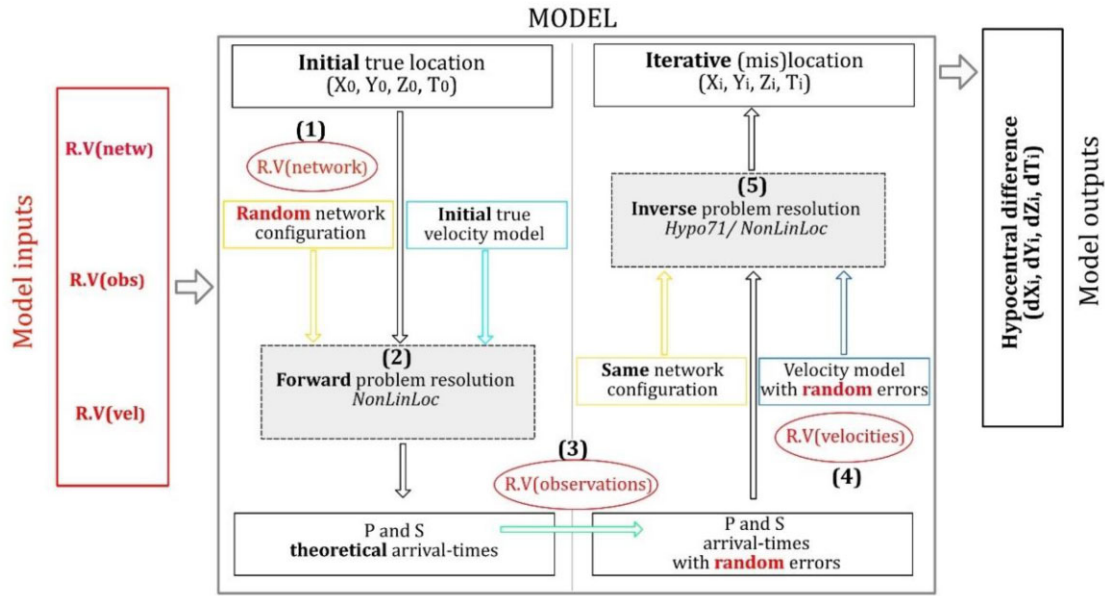 MODEL
Model inputs
R.V(netw)
R.V(obs)
R.V(vel)
Initial true location
(X₀, Y₀, Z₀, T₀)
(1)
R.V(network)
Random network
configuration
Initial true
velocity model
(2)
Forward problem resolution
NonLinLoc
P and S
theoretical arrival-times
(3)
R.V(observations)
Iterative (mis)location
(Xᵢ, Yᵢ, Zᵢ, Tᵢ)
(5)
Inverse problem resolution
Hypo71/ NonLinLoc
Same network
configuration
Velocity model
with random errors
R.V(velocities)
(4)
P and S
arrival-times
with random errors
Hypocentral difference
(dXᵢ, dYᵢ, dZᵢ, dTᵢ)
Model outputs